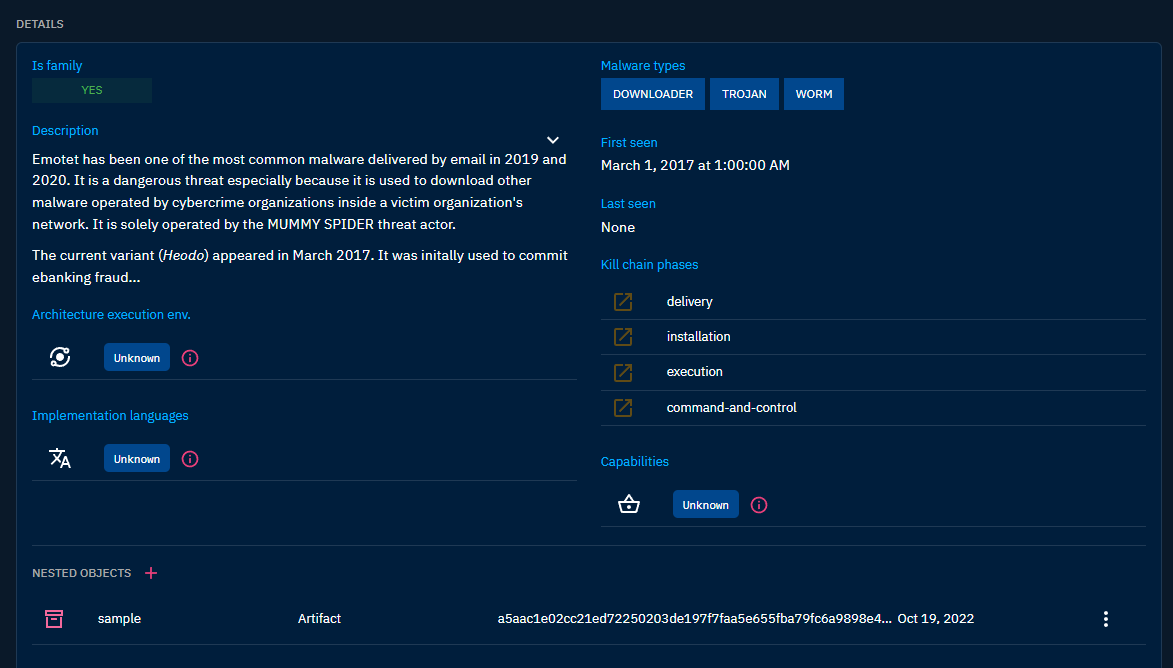 DETAILS
Is family
YES
Description
Emotet has been one of the most common malware delivered by email in 2019 and
2020. It is a dangerous threat especially because it is used to download other
malware operated by cybercrime organizations inside a victim organization's
network. It is solely operated by the MUMMY SPIDER threat actor.
The current variant (Heodo) appeared in March 2017. It was initally used to commit
ebanking fraud...
Architecture execution env.
Unknown
Implementation languages
Unknown
Malware types
DOWNLOADER TROJAN WORM
First seen
March 1, 2017 at 1:00:00 AM
Last seen
None
Kill chain phases
delivery
installation
execution
command-and-control
Capabilities
Unknown
NESTED OBJECTS
sample Artifact a5aac1e02cc21ed72250203de197f7faa5e655fba79fc6a9898e4... Oct 19, 2022